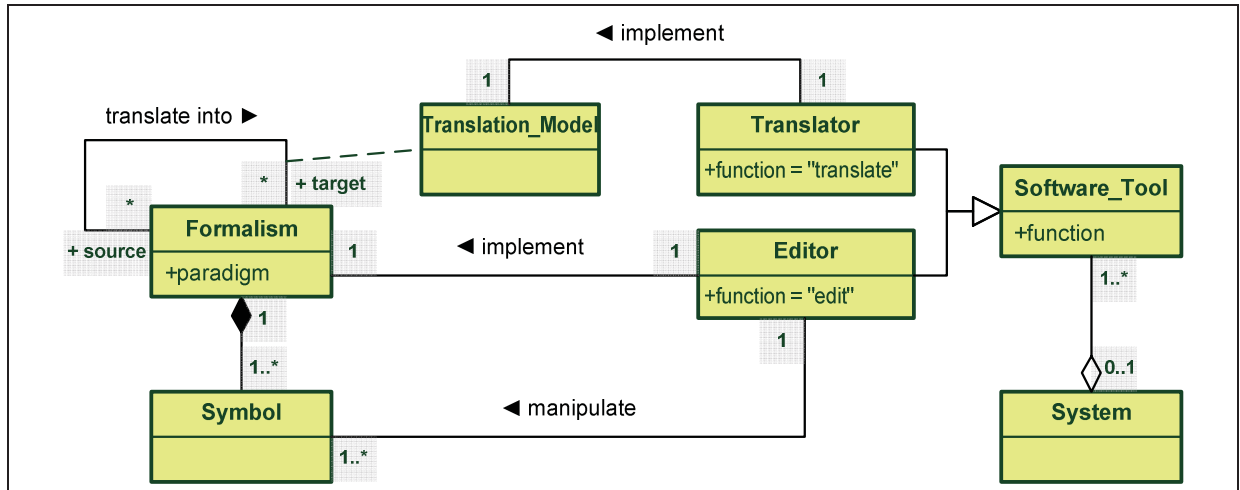 ◄ implement
1
1
translate into ►
Translation_Model
Translator
+function = "translate"
*
+ target
*
+ source
Formalism
+paradigm
1
◄ implement
1
Editor
+function = "edit"
Software_Tool
+function
1..*
1
1..*
1
0..1
Symbol
◄ manipulate
1..*
System